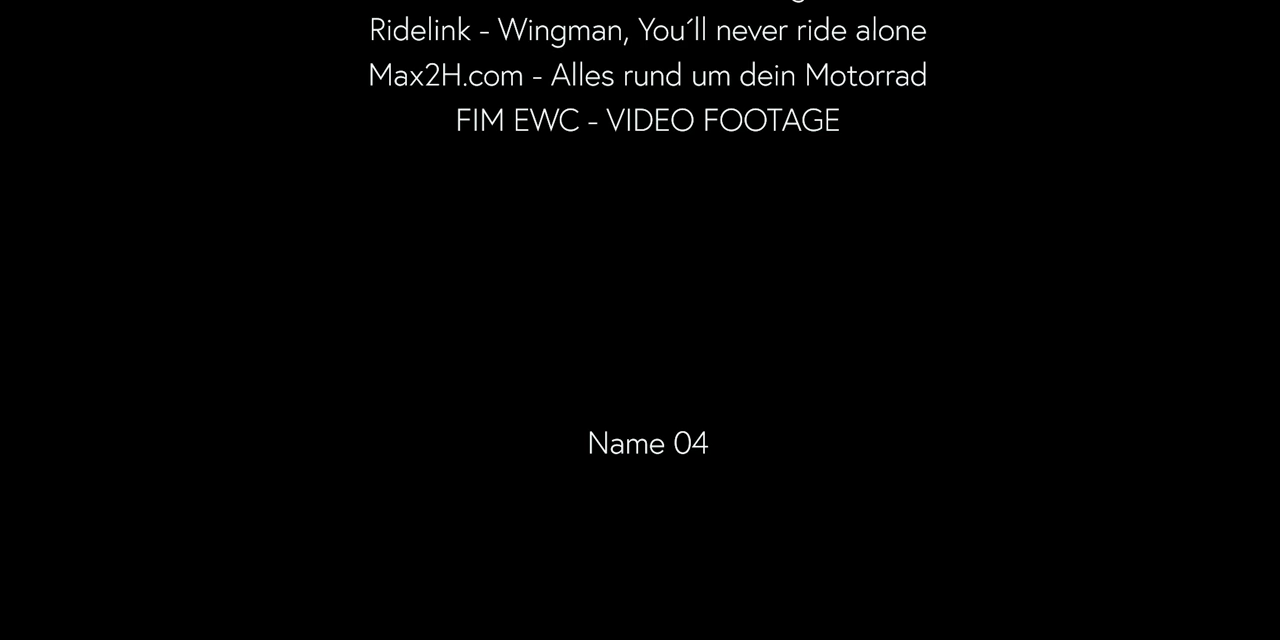 Ridelink - Wingman, You´ll never ride alone
Max2H.com - Alles rund um dein Motorrad
FIM EWC - VIDEO FOOTAGE
Name 04